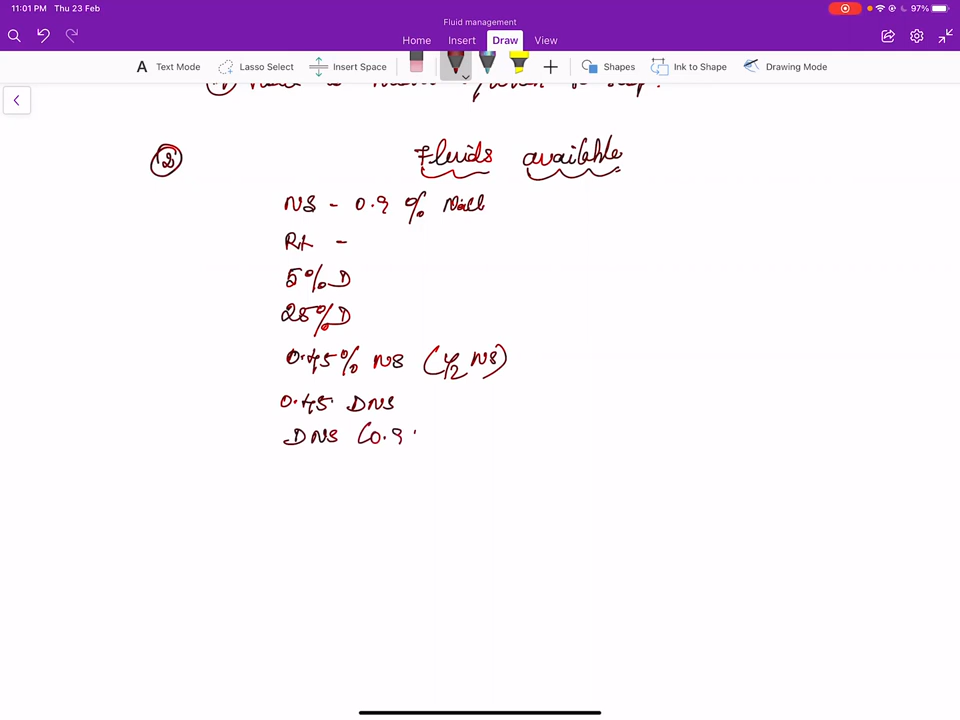 11:01 PM Thu 23 Feb 97%
Fluid management
Home Insert Draw View
Text Mode Lasso Select Insert Space Shapes Ink to Shape Drawing Mode
2 Fluids available
NS - 0.9 % Nacl
RL -
5% D
25% D
0.45% NS (1/2 NS)
0.45 DNS
DNS (0.9